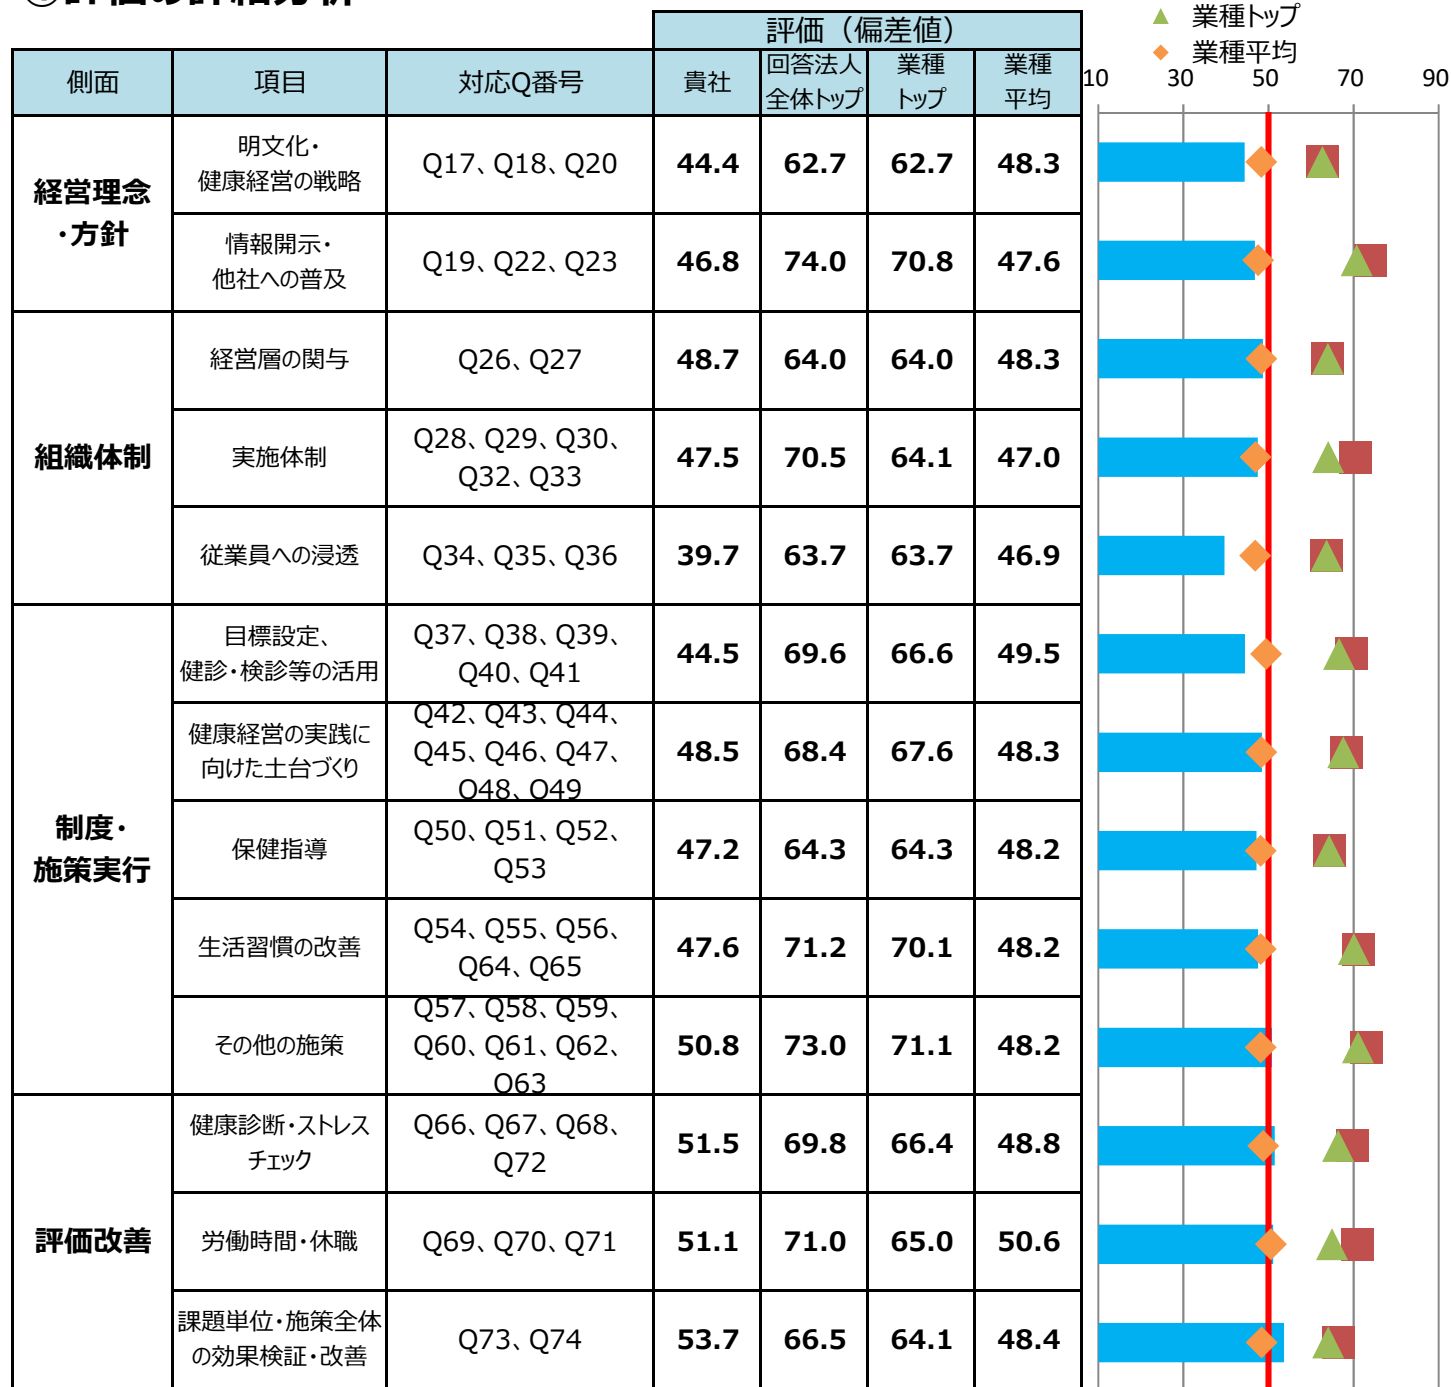 ①評価の詳細分析
▲ 業種トップ
◆ 業種平均
評価（偏差値）
側面 項目 対応Q番号 貴社 回答法人全体トップ 業種トップ 業種平均
10 30 50 70 90
経営理念・方針
明文化・健康経営の戦略 Q17、Q18、Q20 44.4 62.7 62.7 48.3
情報開示・他社への普及 Q19、Q22、Q23 46.8 74.0 70.8 47.6
組織体制
経営層の関与 Q26、Q27 48.7 64.0 64.0 48.3
実施体制 Q28、Q29、Q30、Q32、Q33 47.5 70.5 64.1 47.0
従業員への浸透 Q34、Q35、Q36 39.7 63.7 63.7 46.9
制度・施策実行
目標設定、健診・検診等の活用 Q37、Q38、Q39、Q40、Q41 44.5 69.6 66.6 49.5
健康経営の実践に向けた土台づくり Q42、Q43、Q44、Q45、Q46、Q47、Q48、Q49 48.5 68.4 67.6 48.3
保健指導 Q50、Q51、Q52、Q53 47.2 64.3 64.3 48.2
生活習慣の改善 Q54、Q55、Q56、Q64、Q65 47.6 71.2 70.1 48.2
その他の施策 Q57、Q58、Q59、Q60、Q61、Q62、Q63 50.8 73.0 71.1 48.2
評価改善
健康診断・ストレスチェック Q66、Q67、Q68、Q72 51.5 69.8 66.4 48.8
労働時間・休職 Q69、Q70、Q71 51.1 71.0 65.0 50.6
課題単位・施策全体の効果検証・改善 Q73、Q74 53.7 66.5 64.1 48.4